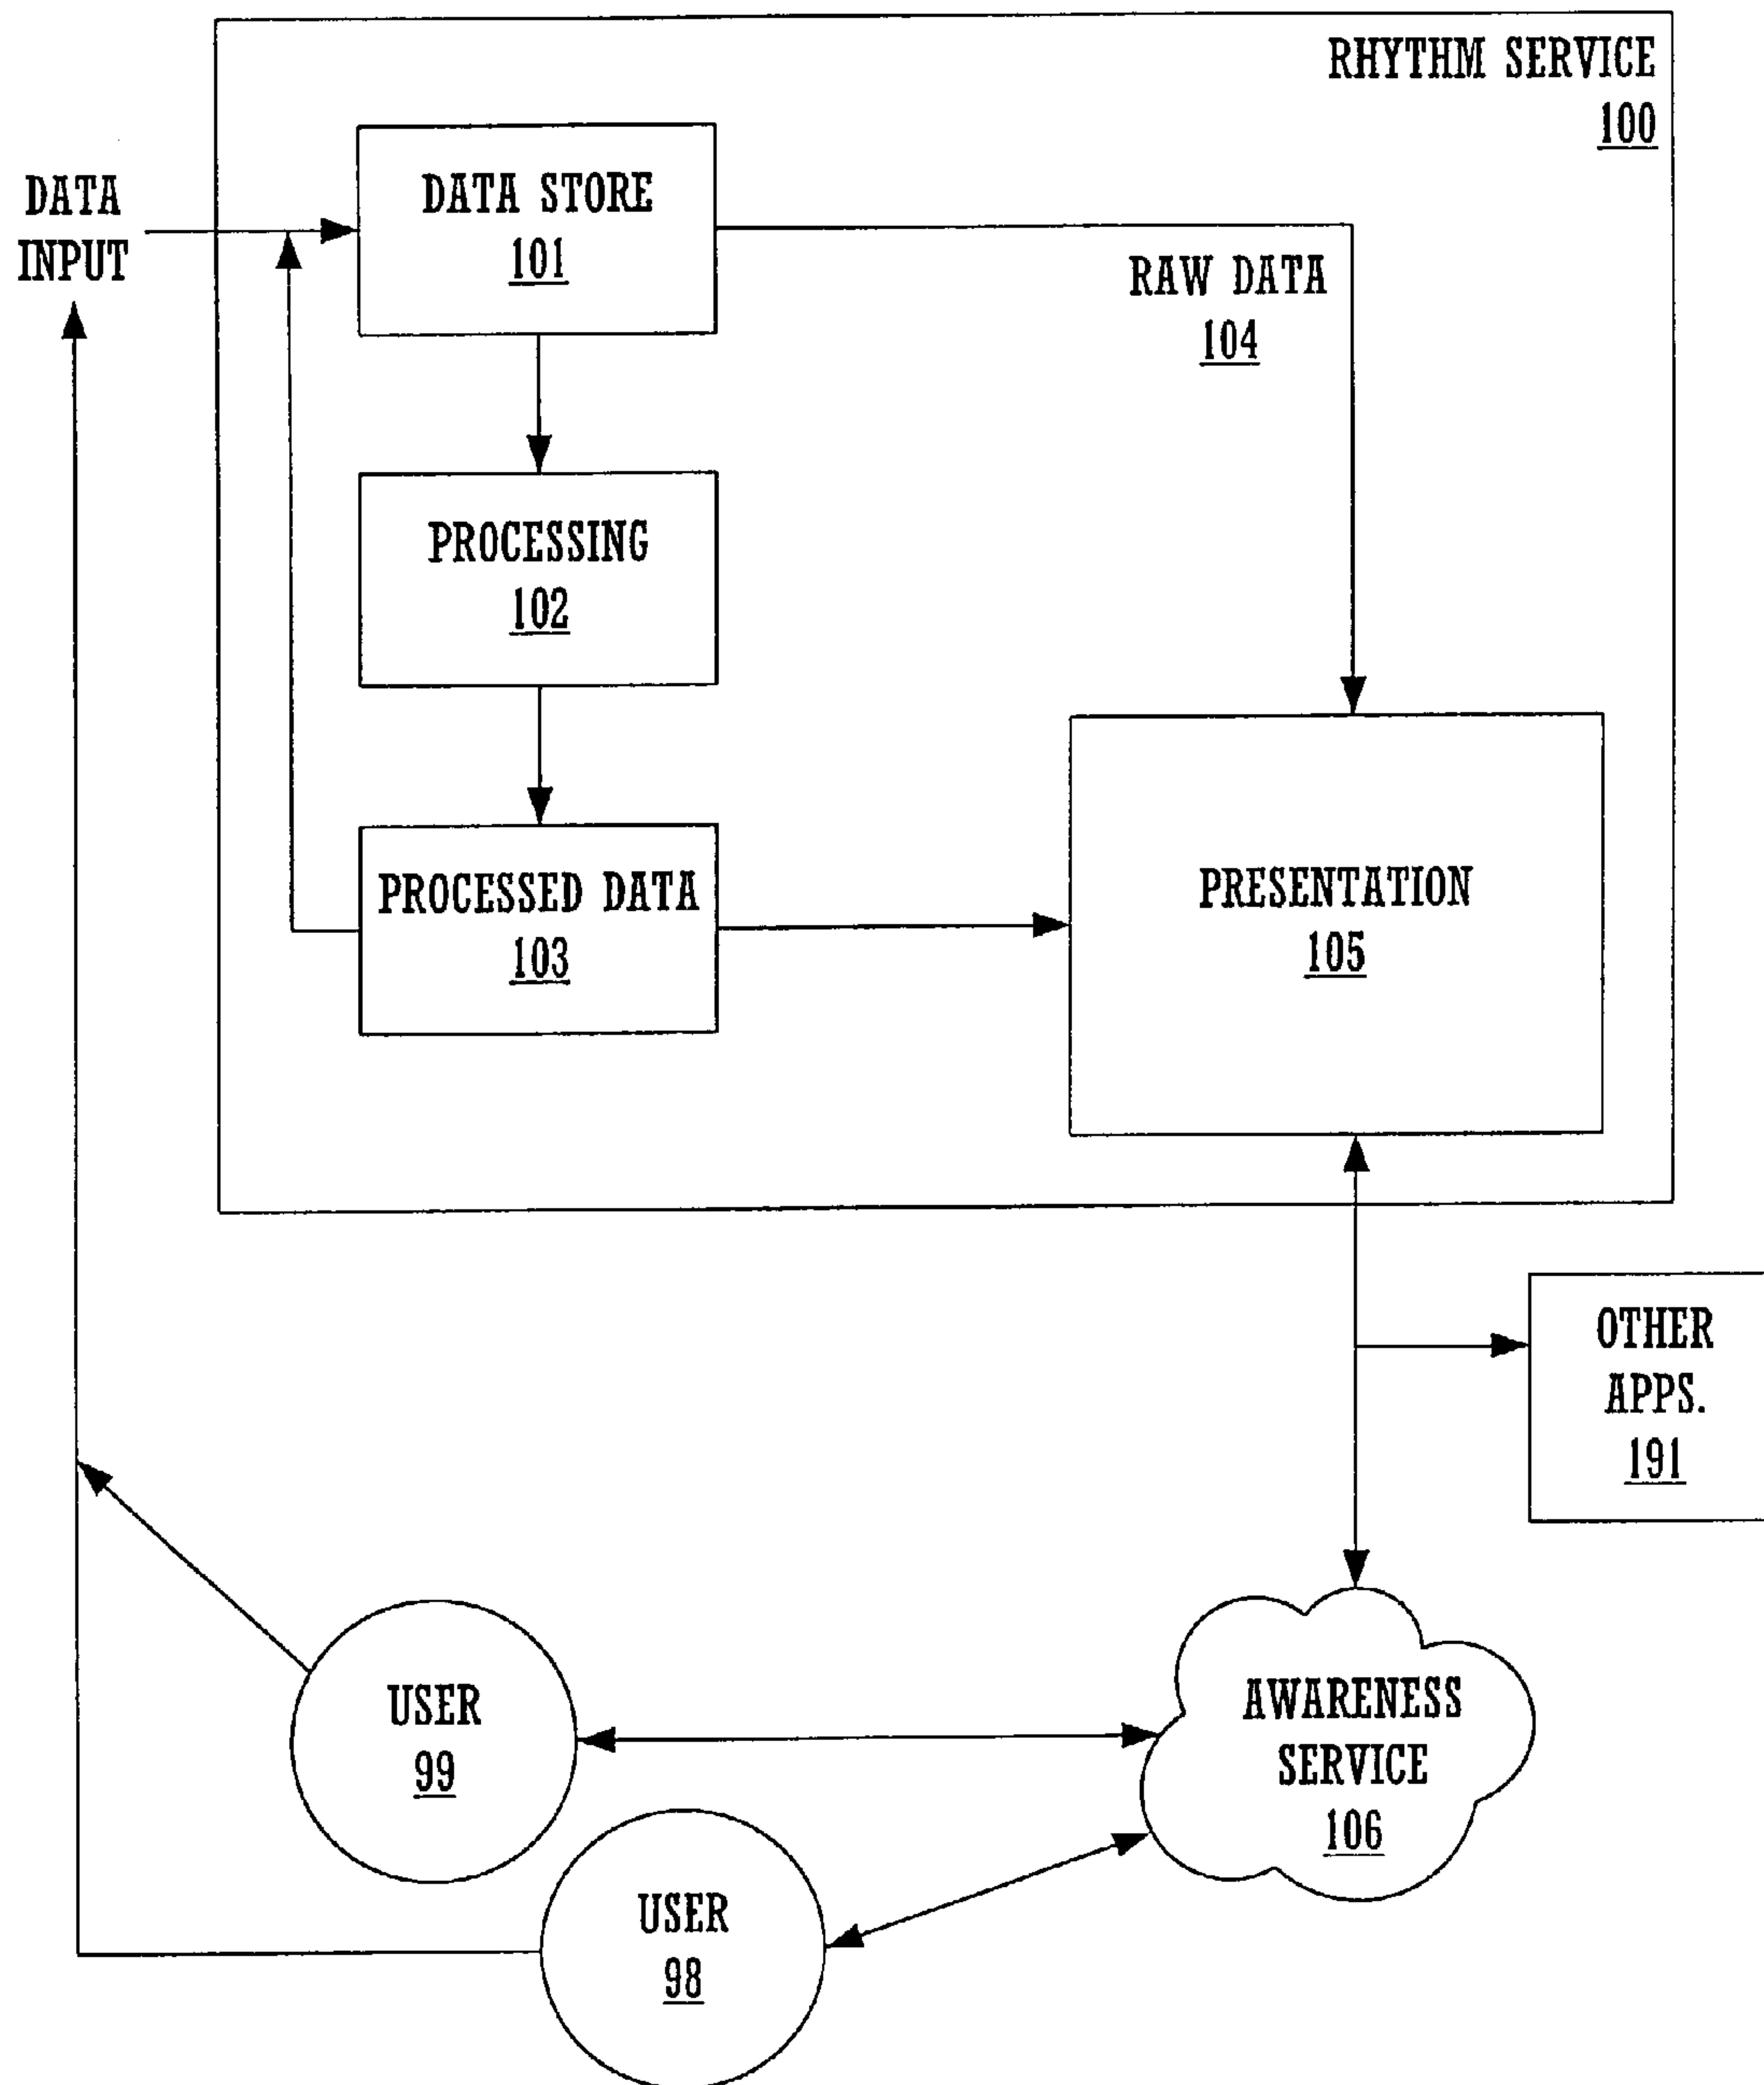 RHYTHM SERVICE
100
DATA
INPUT
DATA STORE
101
RAW DATA
104
PROCESSING
102
PROCESSED DATA
103
PRESENTATION
105
OTHER
APPS.
191
USER
99
AWARENESS
SERVICE
106
USER
98